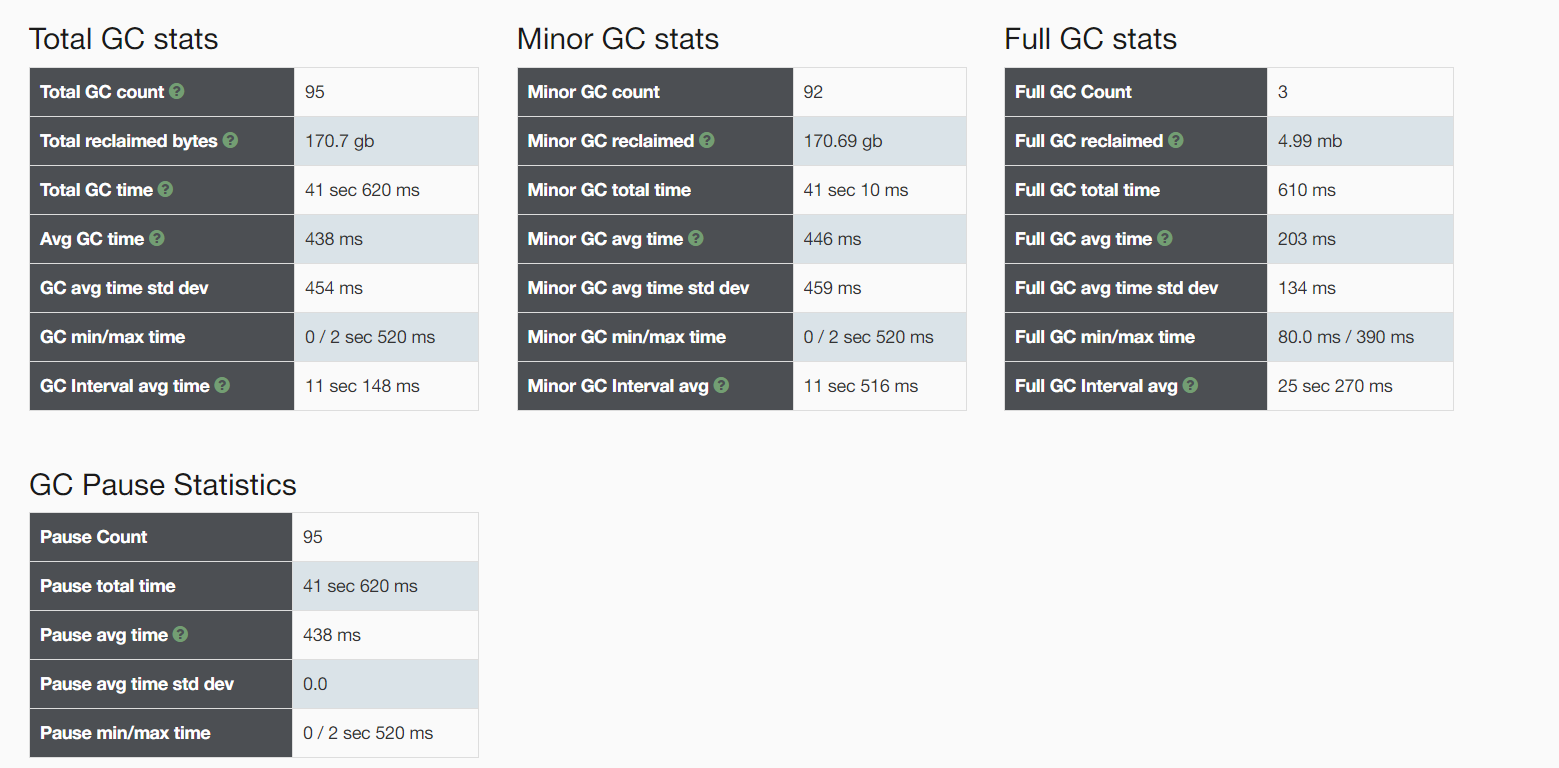 Total GC stats
Total GC count ? 95
Total reclaimed bytes ? 170.7 gb
Total GC time ? 41 sec 620 ms
Avg GC time ? 438 ms
GC avg time std dev 454 ms
GC min/max time 0 / 2 sec 520 ms
GC Interval avg time ? 11 sec 148 ms
Minor GC stats
Minor GC count 92
Minor GC reclaimed ? 170.69 gb
Minor GC total time 41 sec 10 ms
Minor GC avg time ? 446 ms
Minor GC avg time std dev 459 ms
Minor GC min/max time 0 / 2 sec 520 ms
Minor GC Interval avg ? 11 sec 516 ms
Full GC stats
Full GC Count 3
Full GC reclaimed ? 4.99 mb
Full GC total time 610 ms
Full GC avg time ? 203 ms
Full GC avg time std dev 134 ms
Full GC min/max time 80.0 ms / 390 ms
Full GC Interval avg ? 25 sec 270 ms
GC Pause Statistics
Pause Count 95
Pause total time 41 sec 620 ms
Pause avg time ? 438 ms
Pause avg time std dev 0.0
Pause min/max time 0 / 2 sec 520 ms